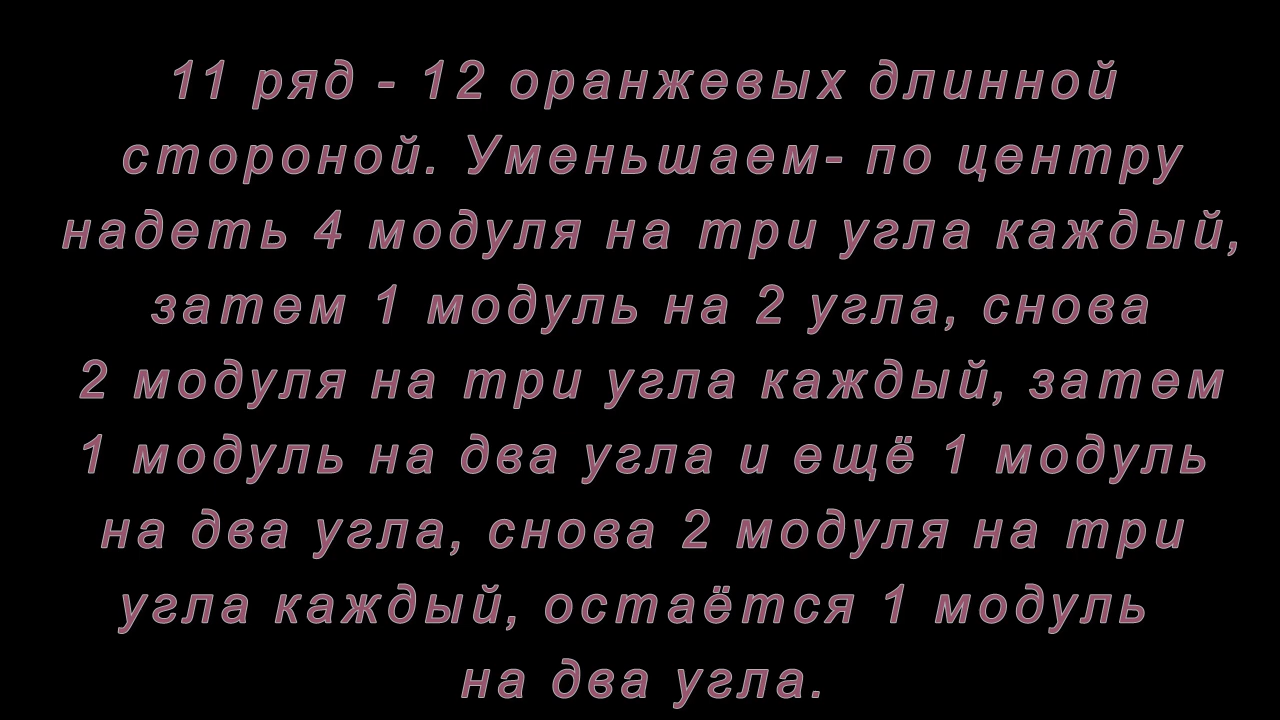 11 ряд - 12 оранжевых длинной
стороной. Уменьшаем- по центру
надеть 4 модуля на три угла каждый,
затем 1 модуль на 2 угла, снова
2 модуля на три угла каждый, затем
1 модуль на два угла и ещё 1 модуль
на два угла, снова 2 модуля на три
угла каждый, остаётся 1 модуль
на два угла.